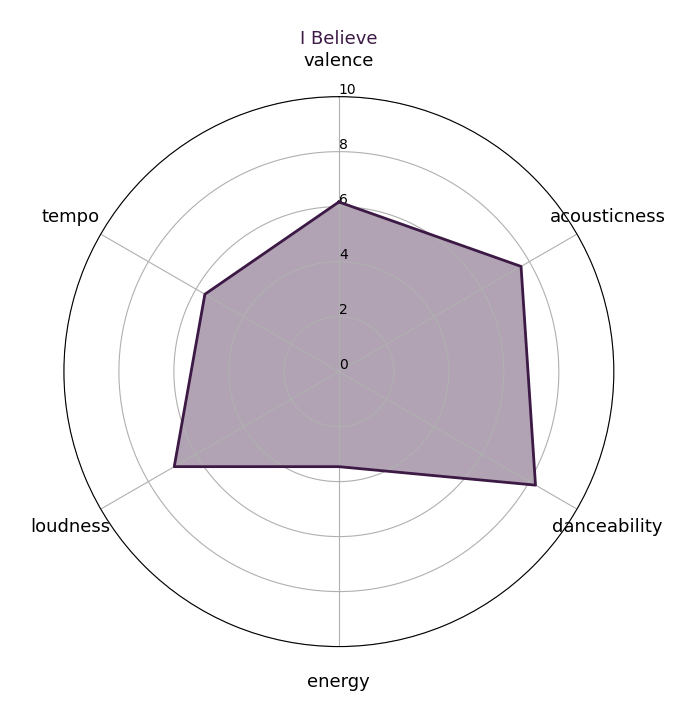 I Believe
valence
10
8
tempo
6
acousticness
4
2
0
loudness
danceability
energy